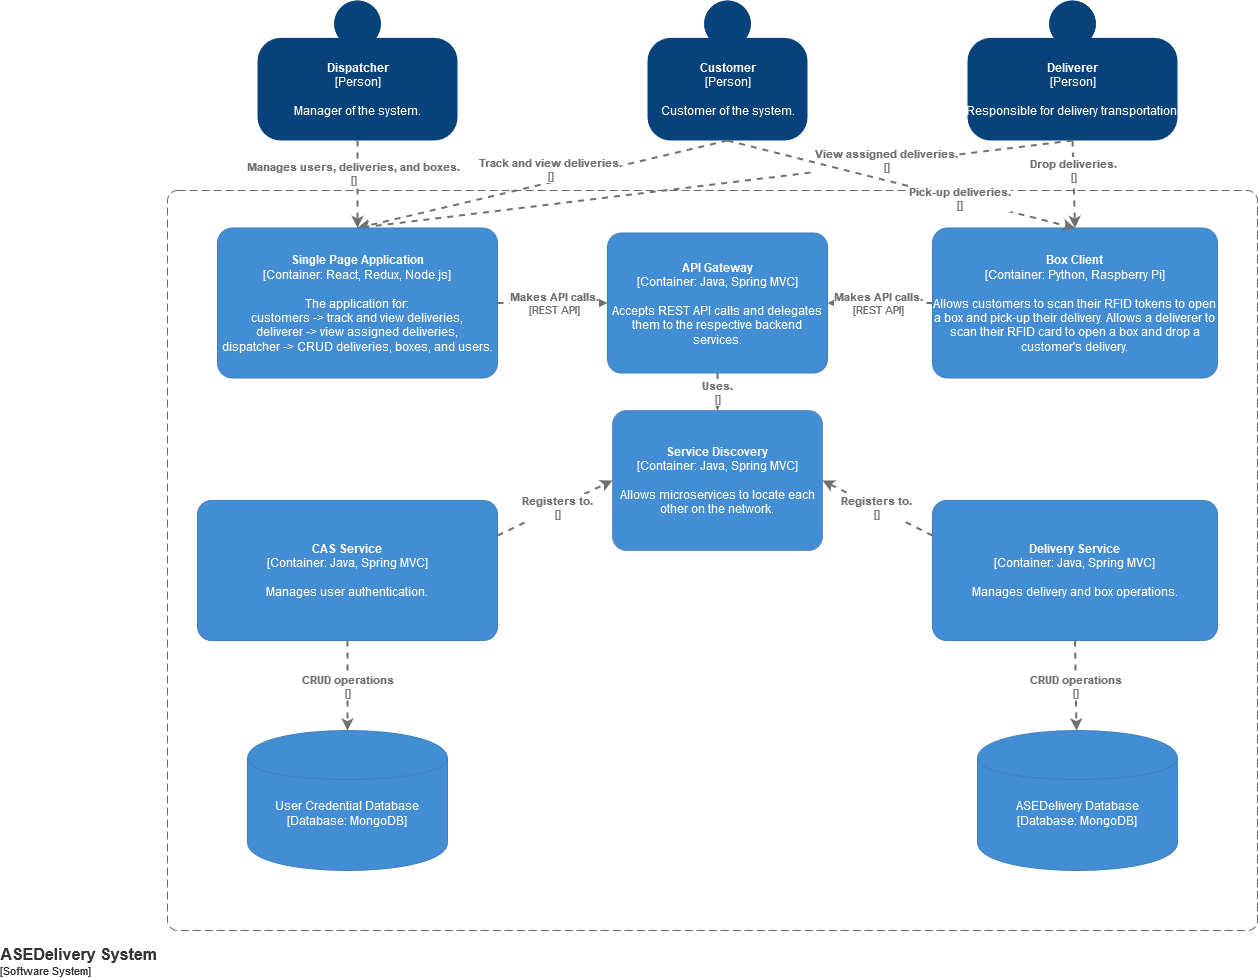 Dispatcher
[Person]
Manager of the system.
Customer
[Person]
Customer of the system.
Deliverer
[Person]
Responsible for delivery transportation
Manages users, deliveries, and boxes.
[]
Track and view deliveries.
[]
View assigned deliveries.
[]
Drop deliveries.
[]
Pick-up deliveries.
[]
Single Page Application
[Container: React, Redux, Node.js]
The application for:
customers -> track and view deliveries,
deliverer -> view assigned deliveries,
dispatcher -> CRUD deliveries, boxes, and users.
Makes API calls.
[REST API]
API Gateway
[Container: Java, Spring MVC]
Accepts REST API calls and delegates
them to the respective backend
services.
Makes API calls.
[REST API]
Box Client
[Container: Python, Raspberry Pi]
Allows customers to scan their RFID tokens to open
a box and pick-up their delivery. Allows a deliverer to
scan their RFID card to open a box and drop a
customer's delivery.
Uses.
[]
Service Discovery
[Container: Java, Spring MVC]
Allows microservices to locate each
other on the network.
Registers to.
[]
Registers to.
[]
CAS Service
[Container: Java, Spring MVC]
Manages user authentication.
Delivery Service
[Container: Java, Spring MVC]
Manages delivery and box operations.
CRUD operations
[]
CRUD operations
[]
User Credential Database
[Database: MongoDB]
ASEDelivery Database
[Database: MongoDB]
ASEDelivery System
[Software System]